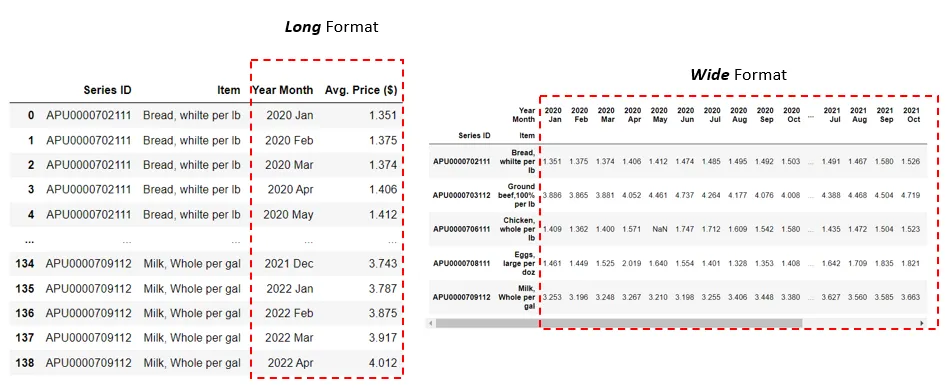 Long Format
Series ID Item Year Month Avg. Price ($)
0 APU0000702111 Bread, whilte per lb 2020 Jan 1.351
1 APU0000702111 Bread, whilte per lb 2020 Feb 1.375
2 APU0000702111 Bread, whilte per lb 2020 Mar 1.374
3 APU0000702111 Bread, whilte per lb 2020 Apr 1.406
4 APU0000702111 Bread, whilte per lb 2020 May 1.412
... ... ... ... ...
134 APU0000709112 Milk, Whole per gal 2021 Dec 3.743
135 APU0000709112 Milk, Whole per gal 2022 Jan 3.787
136 APU0000709112 Milk, Whole per gal 2022 Feb 3.875
137 APU0000709112 Milk, Whole per gal 2022 Mar 3.917
138 APU0000709112 Milk, Whole per gal 2022 Apr 4.012
Wide Format
Year 2020 2020 2020 2020 2020 2020 2020 2020 2020 2020 ... 2021 2021 2021 2021
Month Jan Feb Mar Apr May Jun Jul Aug Sep Oct Jul Aug Sep Oct
Series ID Item
Bread,
APU0000702111 whilte per 1.351 1.375 1.374 1.406 1.412 1.474 1.485 1.495 1.492 1.503 ... 1.491 1.467 1.580 1.526
lb
Ground
APU0000703112 beef,100% 3.886 3.865 3.881 4.052 4.461 4.737 4.264 4.177 4.076 4.008 ... 4.388 4.468 4.504 4.719
per lb
Chicken,
APU0000706111 whole per 1.409 1.362 1.400 1.571 NaN 1.747 1.712 1.609 1.542 1.580 ... 1.435 1.472 1.504 1.523
lb
Eggs,
APU0000708111 large per 1.461 1.449 1.525 2.019 1.640 1.554 1.401 1.328 1.353 1.408 ... 1.642 1.709 1.835 1.821
doz
Milk,
APU0000709112 Whole per 3.253 3.196 3.248 3.267 3.210 3.198 3.255 3.406 3.448 3.380 ... 3.627 3.560 3.585 3.663
gal